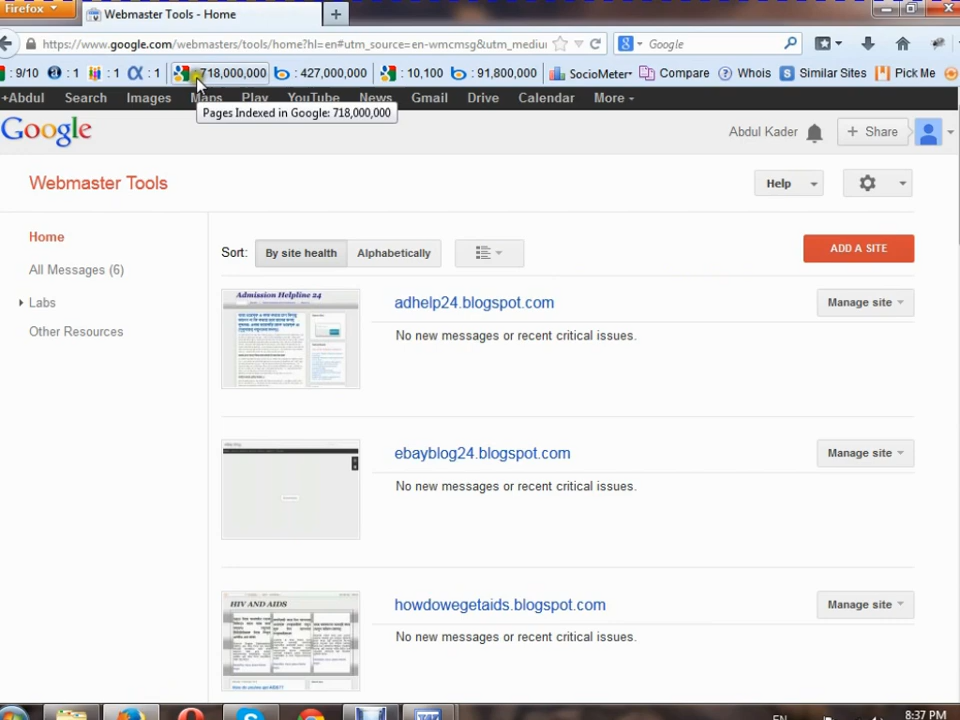 Firefox
Webmaster Tools - Home
https://www.google.com/webmasters/tools/home?hl=en#utm_source=en-wmcmsg&utm_mediu
Google
: 9/10 : 1 : 1 : 1 718,000,000 : 427,000,000 : 10,100 : 91,800,000 SocioMeter Compare Whois Similar Sites Pick Me
+Abdul Search Images Maps Play YouTube News Gmail Drive Calendar More
Pages Indexed in Google: 718,000,000
Google
Abdul Kader
+ Share
Webmaster Tools
Help
Home
All Messages (6)
Labs
Other Resources
Sort: By site health Alphabetically
ADD A SITE
Admission Helpline 24
adhelp24.blogspot.com
Manage site
No new messages or recent critical issues.
ebayblog24.blogspot.com
Manage site
No new messages or recent critical issues.
HIV AND AIDS
howdowegetaids.blogspot.com
Manage site
No new messages or recent critical issues.
EN
8:37 PM